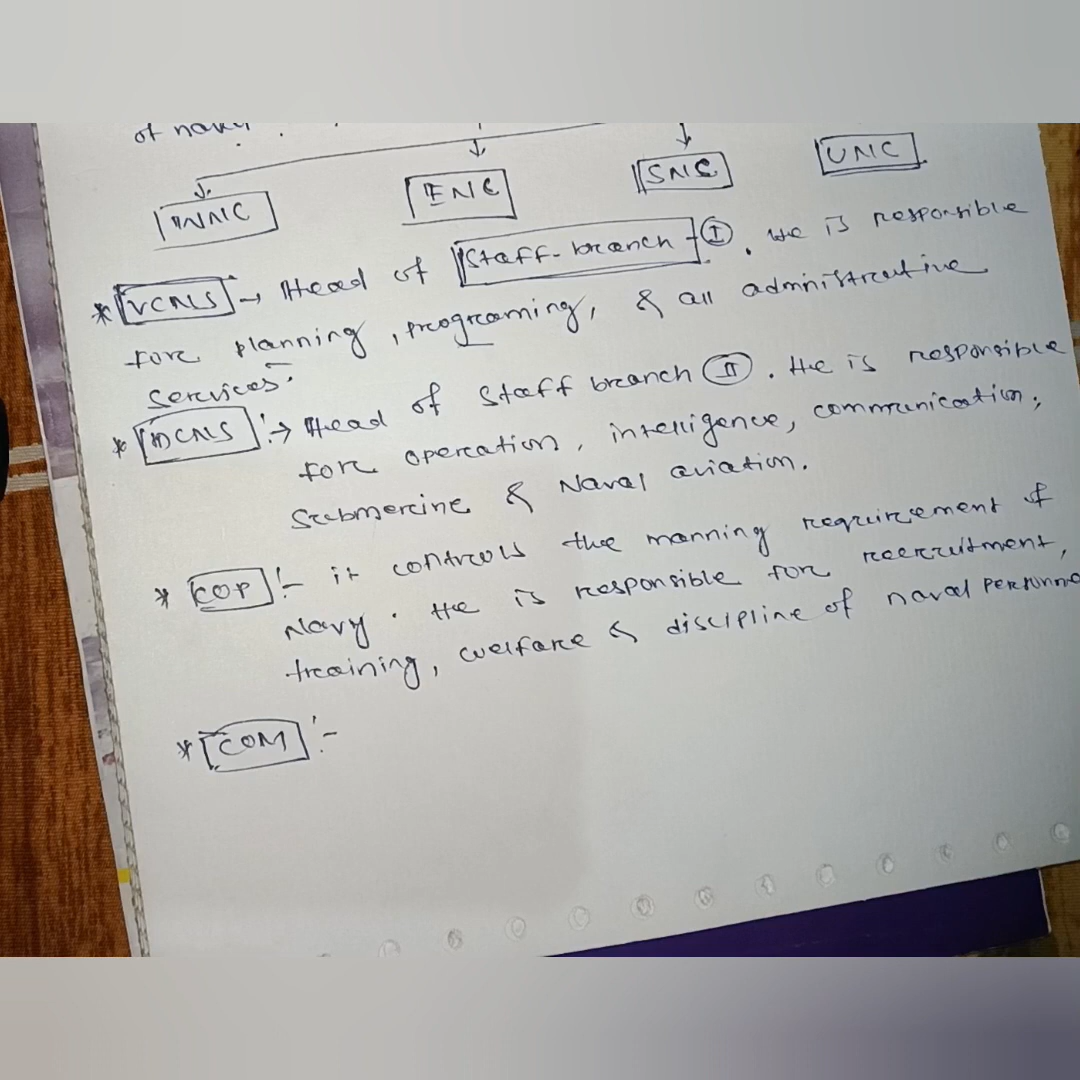 of navy.
WNC ENC SNC UNC
* VCNS → Head of Staff-branch-I. He is responsible
for planning, programing, & all administrative
services.
* DCNS :→ Head of Staff branch II. He is responsible
for operation, intelligence, communication,
Submarine & Naval aviation.
* COP :- it controls the manning requirement of
Navy. He is responsible for recruitment,
training, welfare & discipline of naval personne
* COM :-